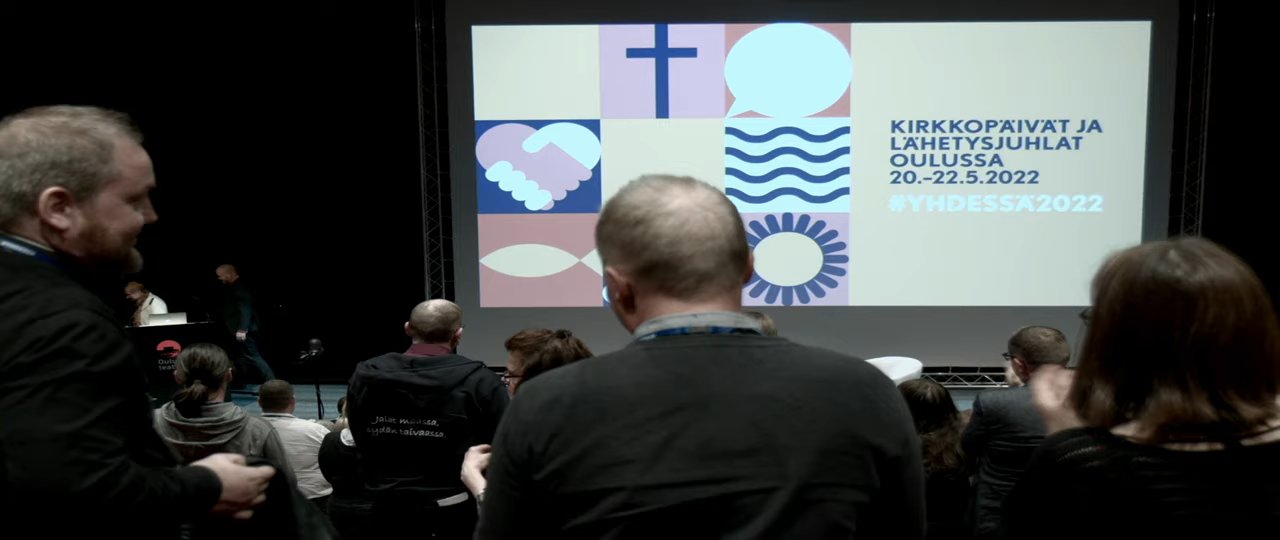 KIRKKOPÄIVÄT JA
LÄHETYSJUHLAT
OULUSSA
20.–22.5.2022
#YHDESSÄ2022
Jalat maassa,
sydän taivaassa.